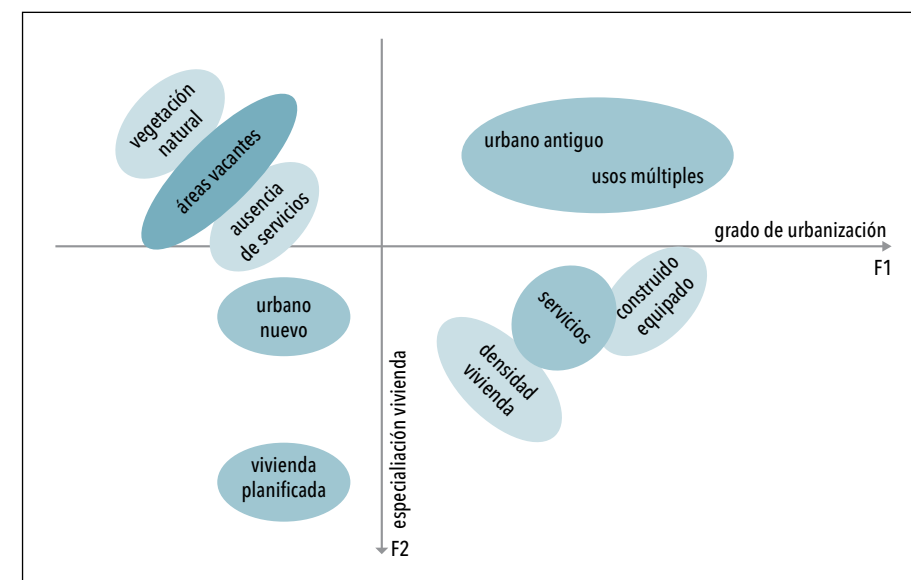 vegetación
natural
áreas vacantes
ausencia
de servicios
urbano antiguo
usos múltiples
grado de urbanización
F1
urbano
nuevo
servicios
construido
equipado
densidad
vivienda
vivienda
planificada
especialiación vivienda
F2